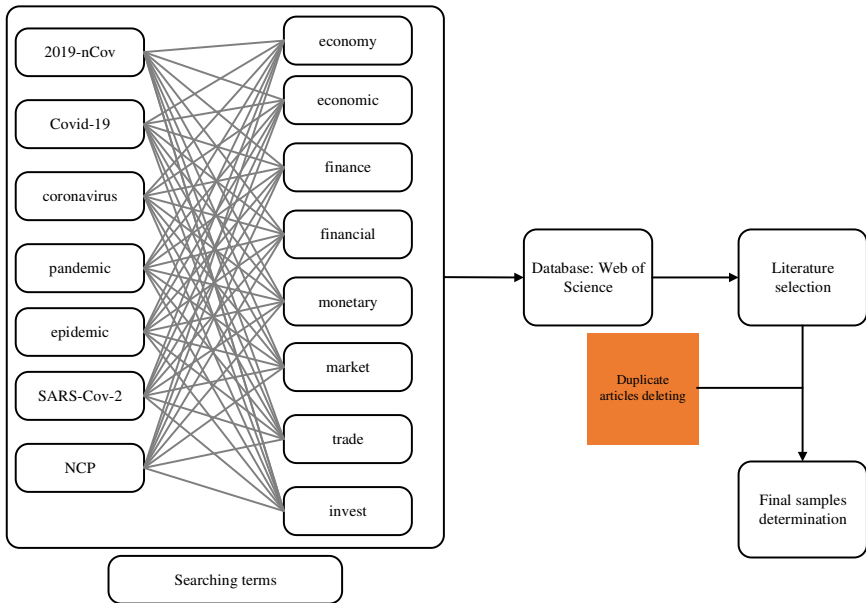 2019-nCov
Covid-19
coronavirus
pandemic
epidemic
SARS-Cov-2
NCP
economy
economic
finance
financial
monetary
market
trade
invest
Searching terms
Database: Web of
Science
Literature
selection
Duplicate
articles deleting
Final samples
determination